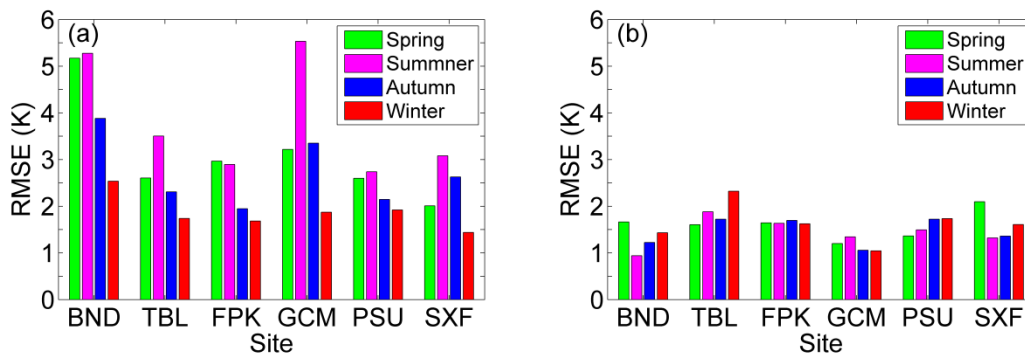 (a)
RMSE (K)
6
5
4
3
2
1
0
Spring
Summner
Autumn
Winter
BND TBL FPK GCM PSU SXF
Site
(b)
RMSE (K)
6
5
4
3
2
1
0
Spring
Summer
Autumn
Winter
BND TBL FPK GCM PSU SXF
Site